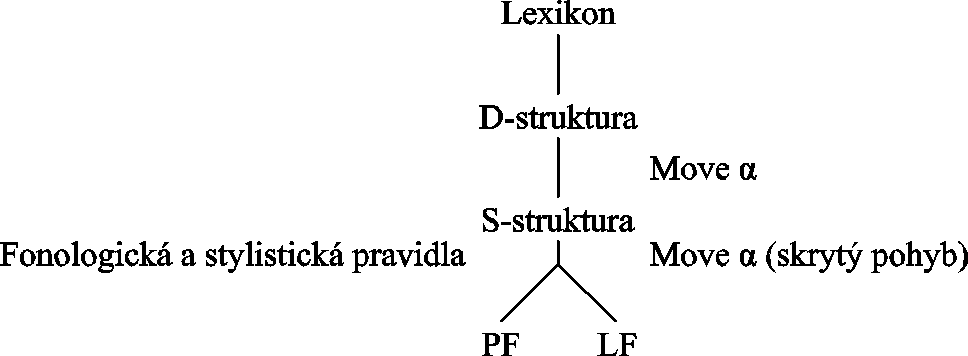 Lexikon
D-struktura
Move α
S-struktura
Fonologická a stylistická pravidla
Move α (skrytý pohyb)
PF
LF